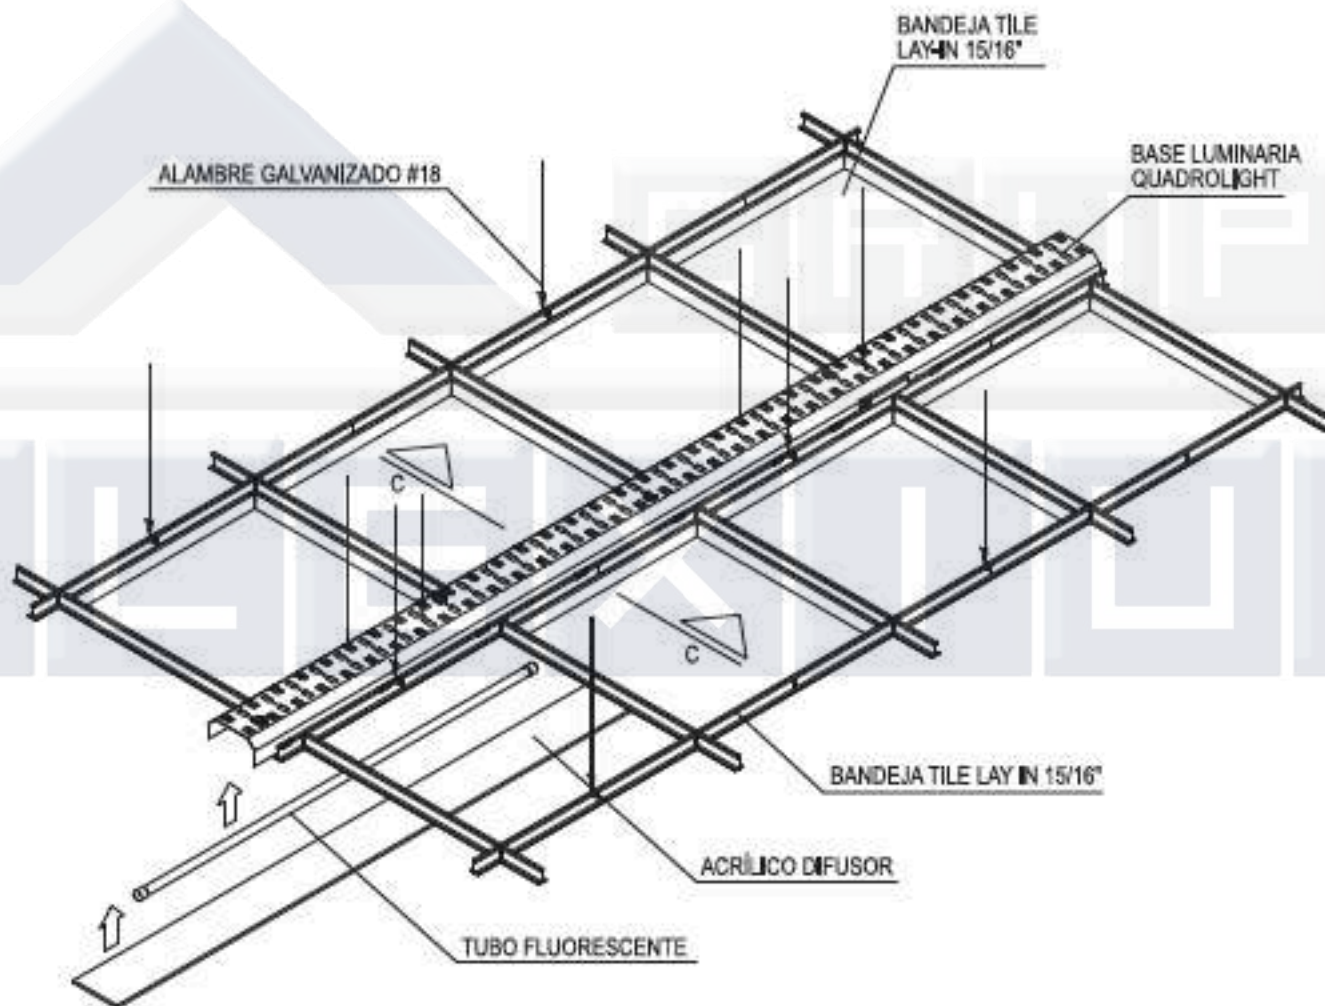 BANDEJA TILE
LAY-IN 15/16"
ALAMBRE GALVANIZADO #18
BASE LUMINARIA
QUADROLIGHT
C
C
BANDEJA TILE LAY IN 15/16"
ACRÍLICO DIFUSOR
TUBO FLUORESCENTE